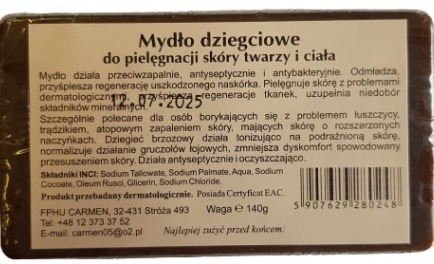 Mydło dziegciowe
do pielęgnacji skóry twarzy i ciała
Mydło działa przeciwzapalnie, antyseptycznie i antybakteryjnie. Odmładza,
przyśpiesza regenerację uszkodzonego naskórka. Pielęgnuje skórę z problemami
dermatologicznymi, przyśpiesza regenerację tkanek, uzupełnia niedobór
składników mineralnych.
12.07.2025
Szczególnie polecane dla osób borykających się z problemem łuszczycy,
trądzikiem, atopowym zapaleniem skóry, mających skórę o rozszerzonych
naczyńkach. Dziegieć brzozowy działa tonizująco na podrażnioną skórę,
normalizuje działanie gruczołów łojowych, zmniejsza dyskomfort spowodowany
przesuszeniem skóry. Działa antyseptycznie i oczyszczająco.
Składniki INCI: Sodium Tallowate, Sodium Palmate, Aqua, Sodium
Cocoate, Oleum Rusci, Glicerin, Sodium Chloride.
Produkt przebadany dermatologicznie. Posiada Certyficat EAC.
FPHU CARMEN, 32-431 Stróża 493 Waga ℮ 140g
Tel: +48 12 373 37 52
E-mail: carmen05@o2.pl Najlepiej zużyć przed końcem:
5 907629 280248